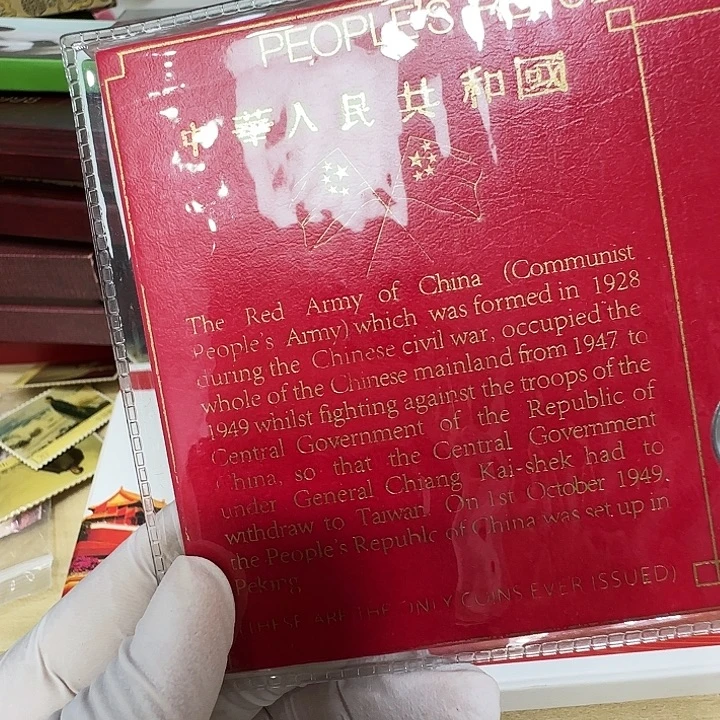 PEOPLE'S
中華人民共和國
The Red Army of China (Communist
People's Army) which was formed in 1928
during the Chinese civil war, occupied the
whole of the Chinese mainland from 1947 to
1949 whilst fighting against the troops of the
Central Government of the Republic of
China, so that the Central Government
under General Chiang Kai-shek had to
withdraw to Taiwan. On 1st October 1949,
the People's Republc of China was set up in
Peking.
(THESE ARE THE ONLY COINS EVER ISSUED)